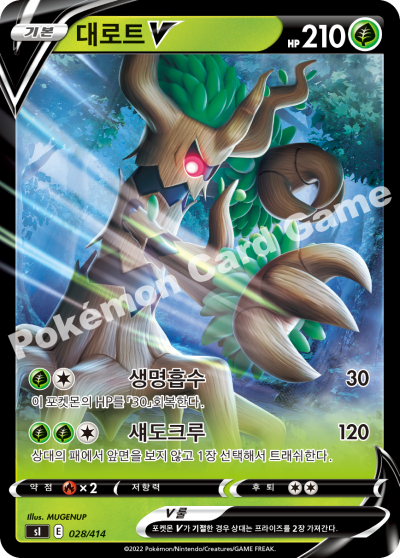 기본 대로트 V HP 210
Pokémon Card Game
생명흡수 30
이 포켓몬의 HP를 「30」회복한다.
섀도크루 120
상대의 패에서 앞면을 보지 않고 1장 선택해서 트래쉬한다.
약점 ×2 저항력 후퇴
Illus. MUGENUP
V 룰
포켓몬 V가 기절한 경우 상대는 프라이즈를 2장 가져간다.
sI E 028/414
©2022 Pokémon/Nintendo/Creatures/GAME FREAK.